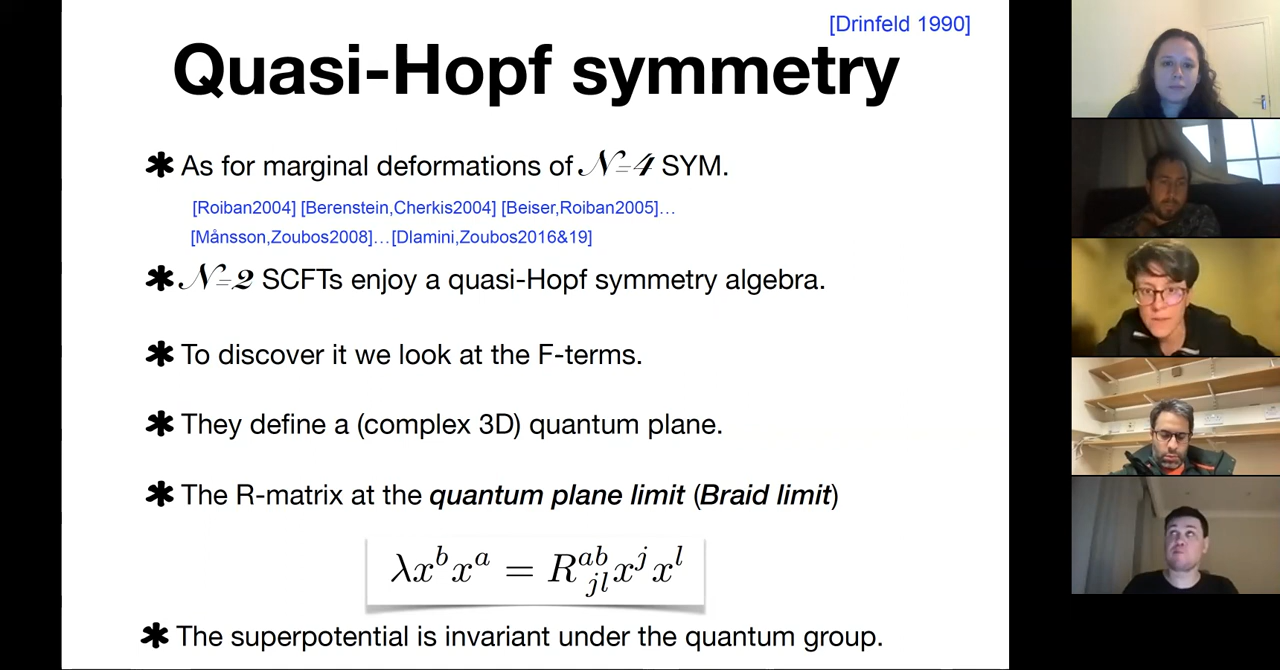 [Drinfeld 1990]
Quasi-Hopf symmetry
✱ As for marginal deformations of 𝒩=4 SYM.
[Roiban2004] [Berenstein,Cherkis2004] [Beiser,Roiban2005]…
[Månsson,Zoubos2008]…[Dlamini,Zoubos2016&19]
✱ 𝒩=2 SCFTs enjoy a quasi-Hopf symmetry algebra.
✱ To discover it we look at the F-terms.
✱ They define a (complex 3D) quantum plane.
✱ The R-matrix at the quantum plane limit (Braid limit)
λx^b x^a = R^{ab}_{jl} x^j x^l
✱ The superpotential is invariant under the quantum group.